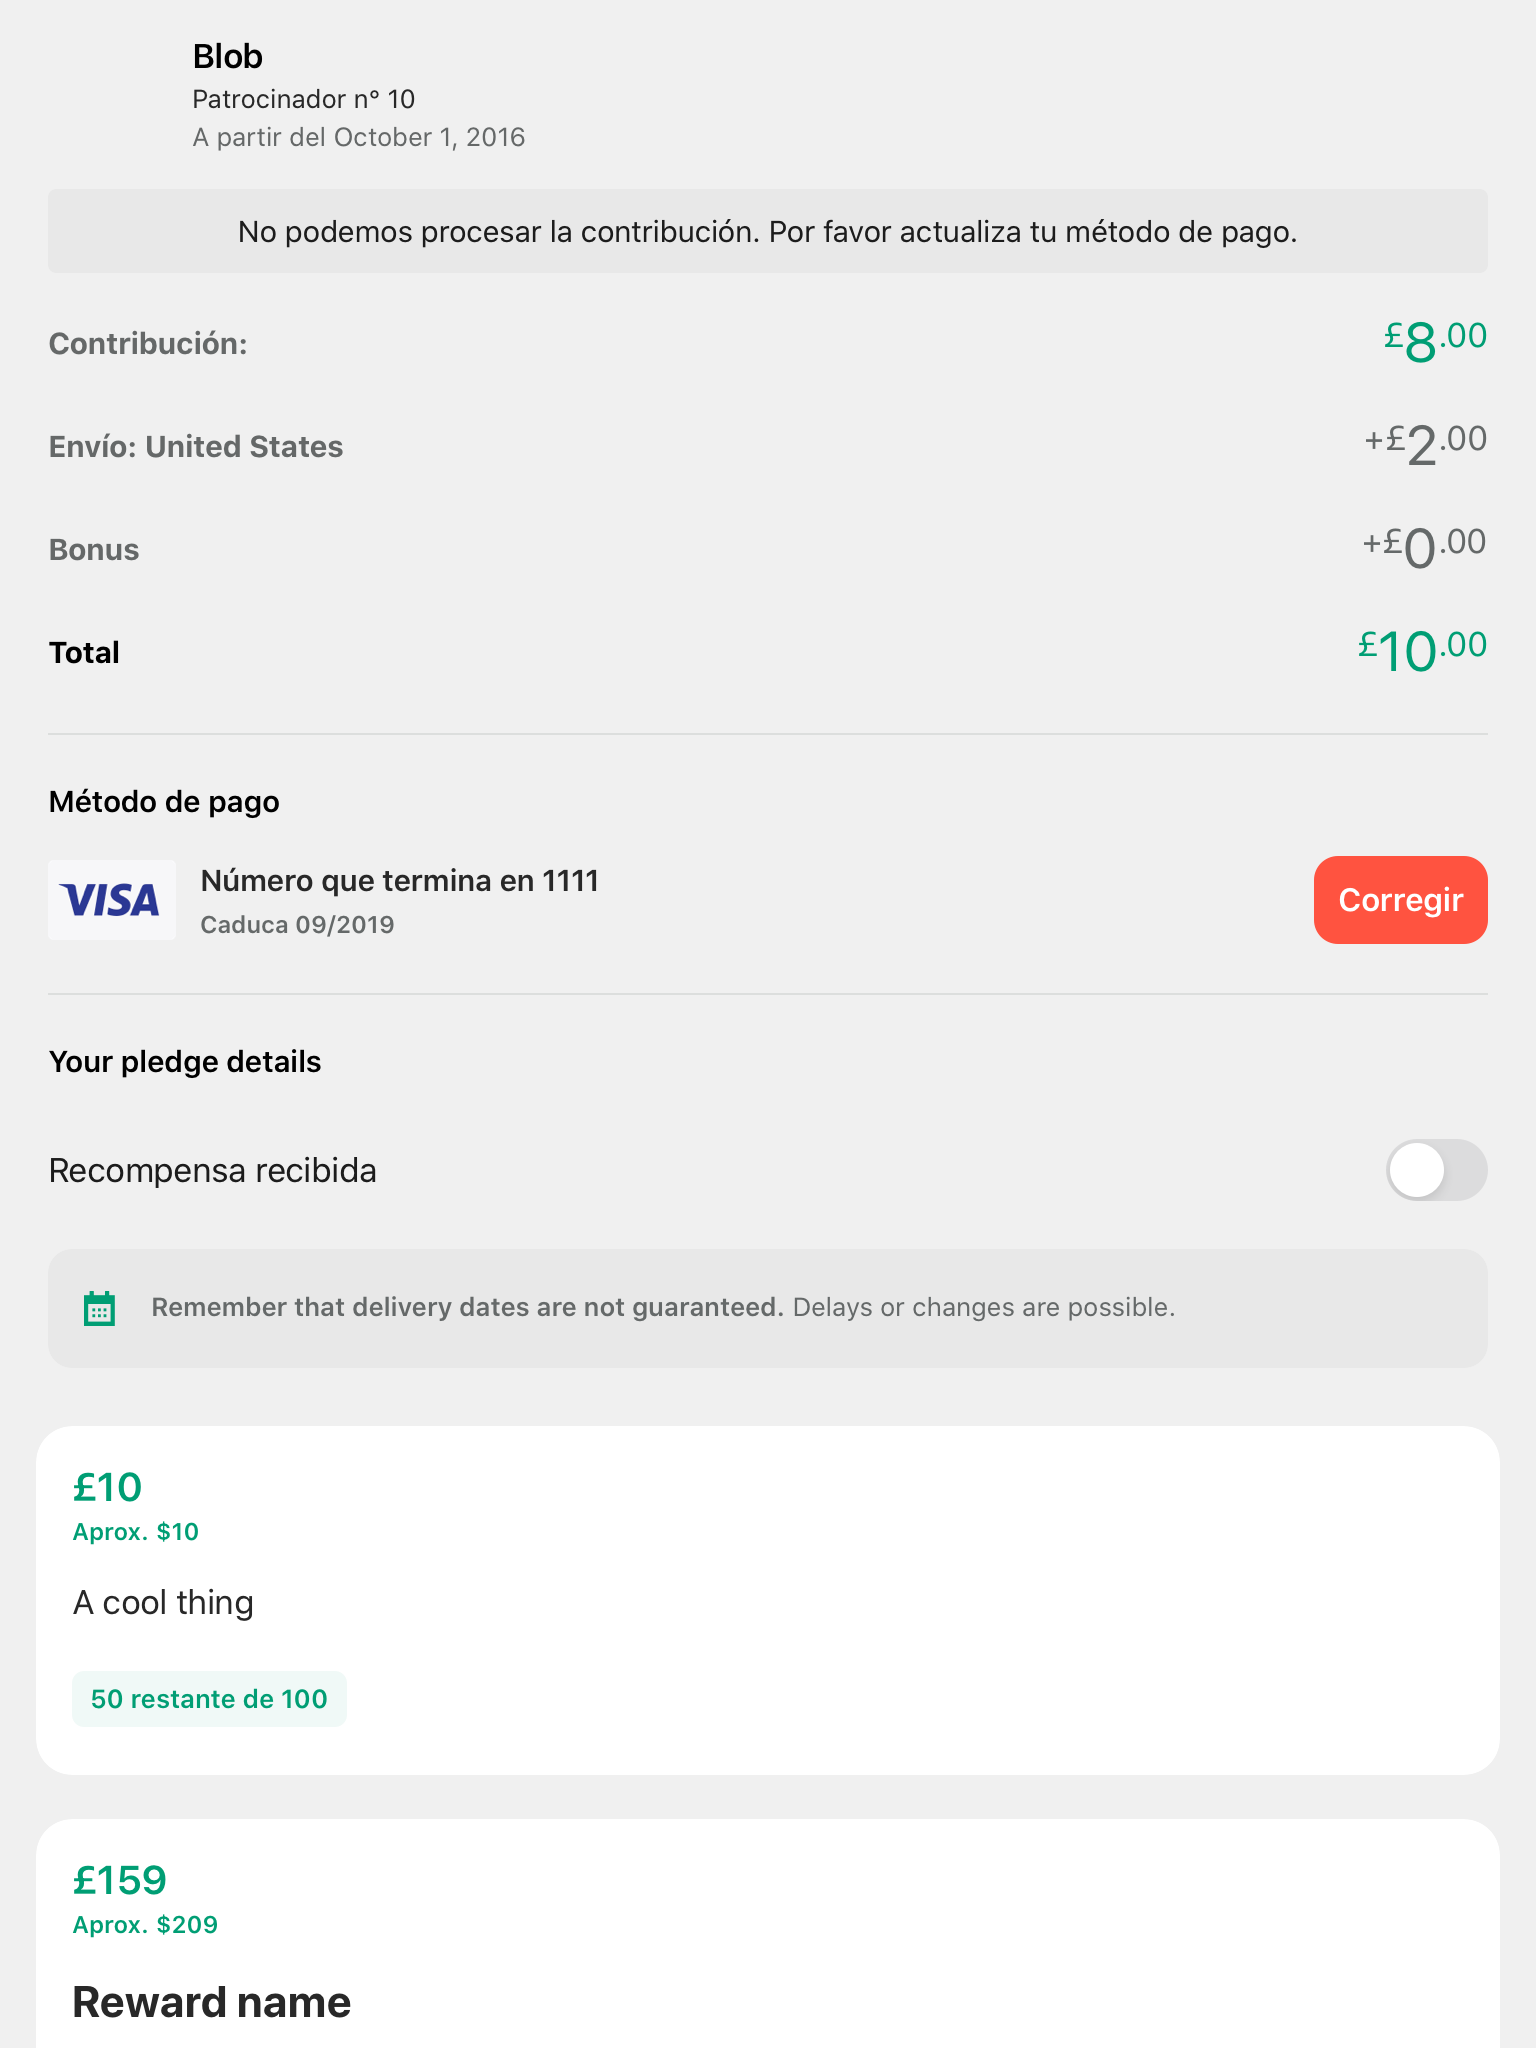 Blob
Patrocinador nº 10
A partir del October 1, 2016
No podemos procesar la contribución. Por favor actualiza tu método de pago.
Contribución: £8.00
Envío: United States +£2.00
Bonus +£0.00
Total £10.00
Método de pago
VISA
Número que termina en 1111
Caduca 09/2019
Corregir
Your pledge details
Recompensa recibida
Remember that delivery dates are not guaranteed. Delays or changes are possible.
£10
Aprox. $10
A cool thing
50 restante de 100
£159
Aprox. $209
Reward name